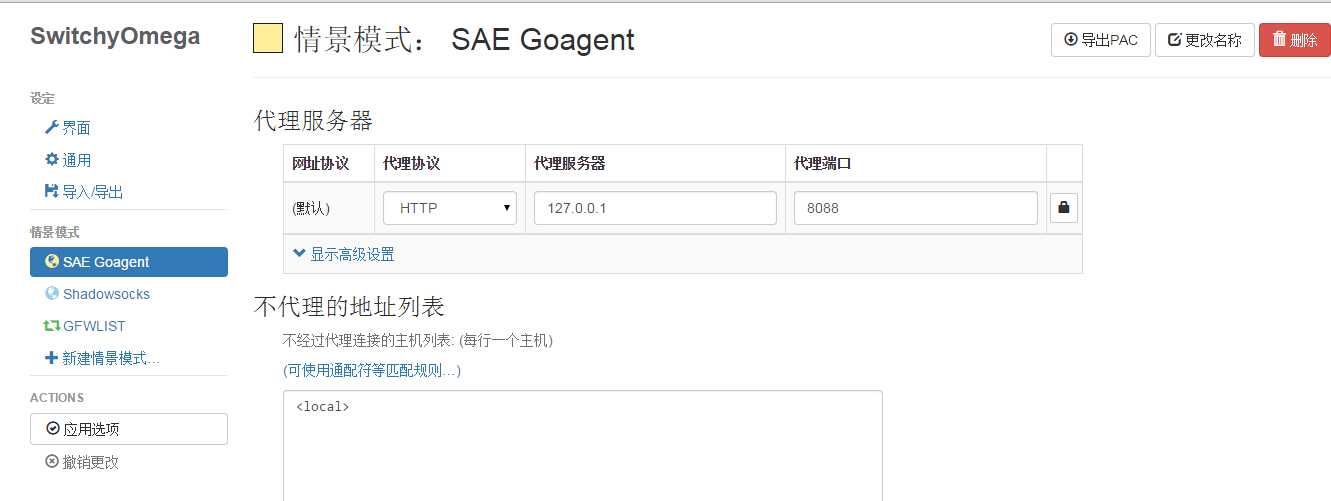 SwitchyOmega
设定
界面
通用
导入/导出
情景模式
SAE Goagent
Shadowsocks
GFWLIST
新建情景模式...
ACTIONS
应用选项
撤销更改
情景模式： SAE Goagent
导出PAC 更改名称 删除
代理服务器
网址协议 代理协议 代理服务器 代理端口
(默认) HTTP 127.0.0.1 8088
显示高级设置
不代理的地址列表
不经过代理连接的主机列表: (每行一个主机)
(可使用通配符等匹配规则...)
<local>